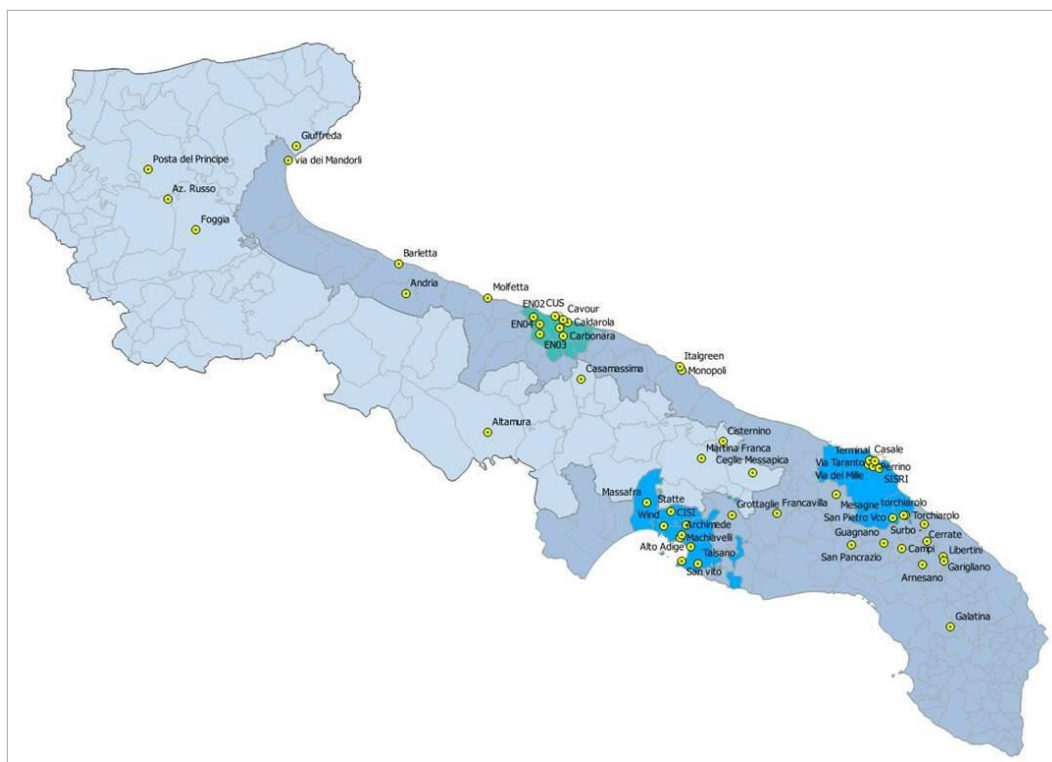 Giuffreda
via dei Mandorli
Posta del Principe
Az. Russo
Foggia
Barletta
Andria
Molfetta
EN02
CUS
Cavour
EN04
Caldarola
Carbonara
EN03
Italgreen
Monopoli
Casamassima
Altamura
Cisternino
Martina Franca
Ceglie Messapica
Terminal
Casale
Via Taranto
Perrino
Via dei Mille
SISRI
Massafra
Statte
Mesagne
torchiarolo
Wind
CISI
Grottaglie
Francavilla
San Pietro Vco
Torchiarolo
Archimede
Surbo -
Machiavelli
Guagnano
Cerrate
Alto Adige
Talsano
San Pancrazio
Campi
Libertini
Garigliano
San vito
Arnesano
Galatina